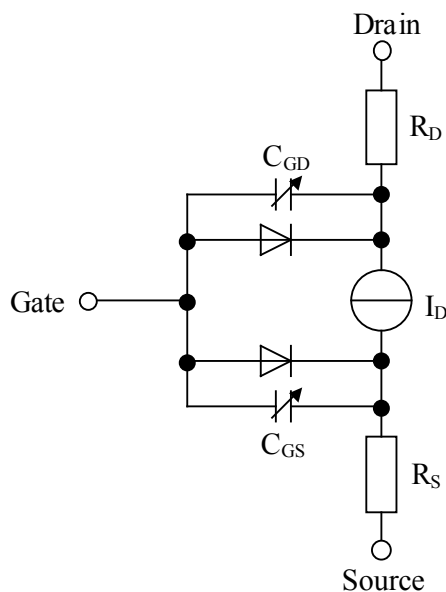 Drain
R_D
C_GD
Gate
I_D
C_GS
R_S
Source